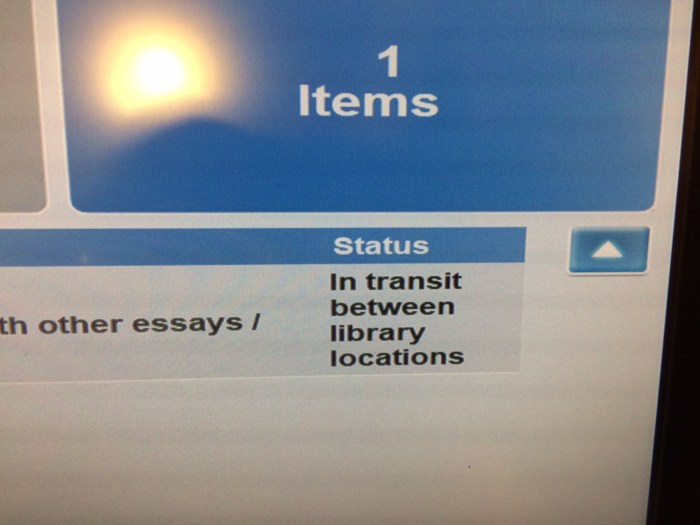 1
Items
Status
In transit
between
th other essays /
library
locations